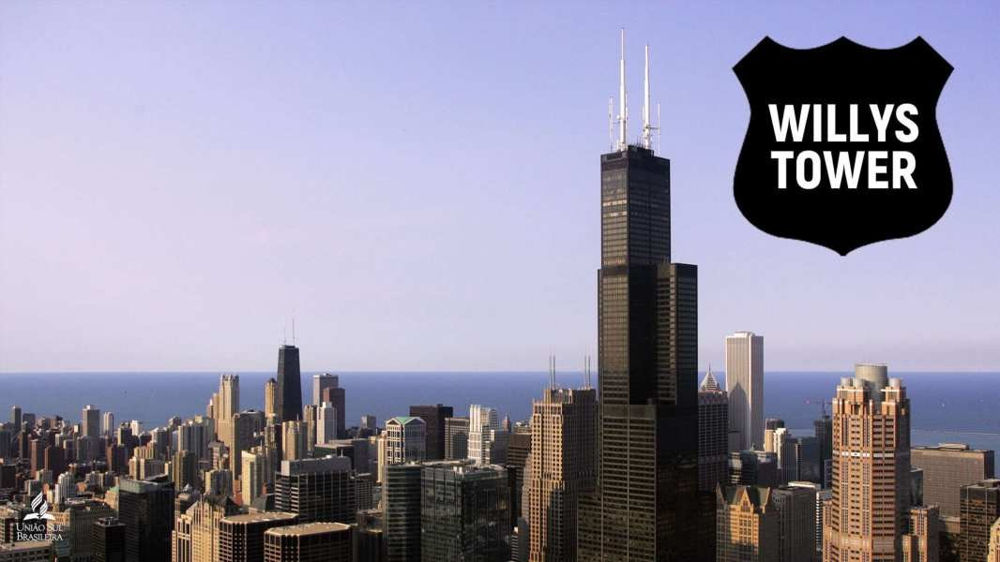 WILLYS
TOWER
UNIÃO SUL
BRASILEIRA